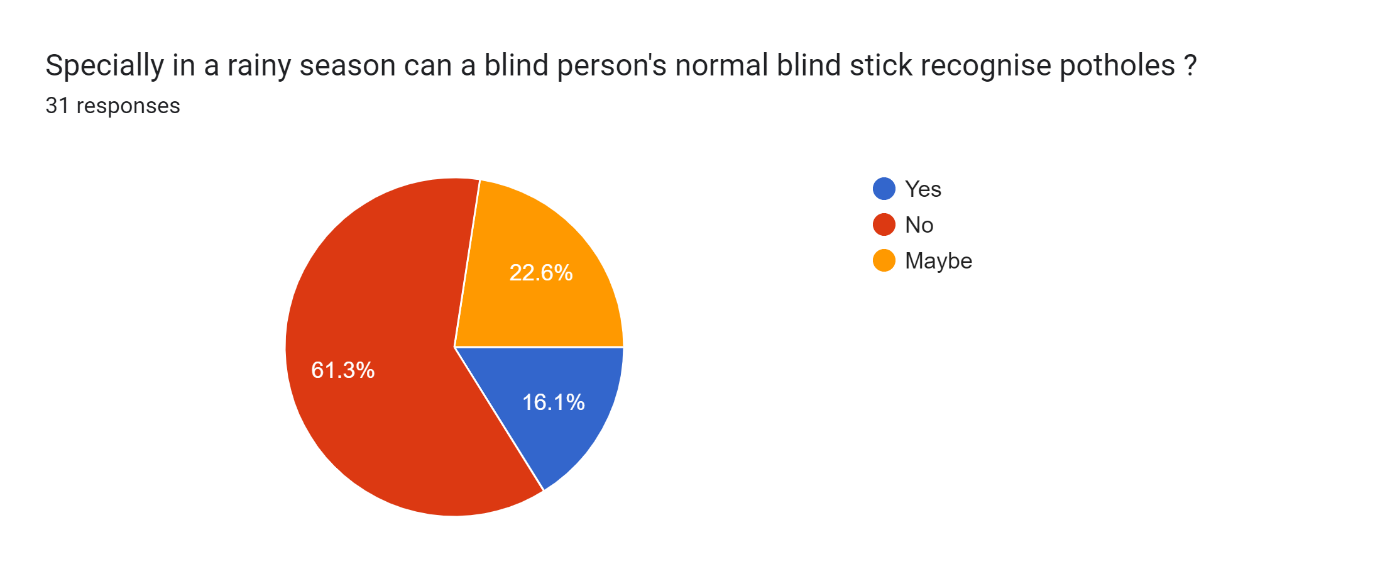 Specially in a rainy season can a blind person's normal blind stick recognise potholes ?
31 responses
Yes
No
Maybe
22.6%
61.3%
16.1%